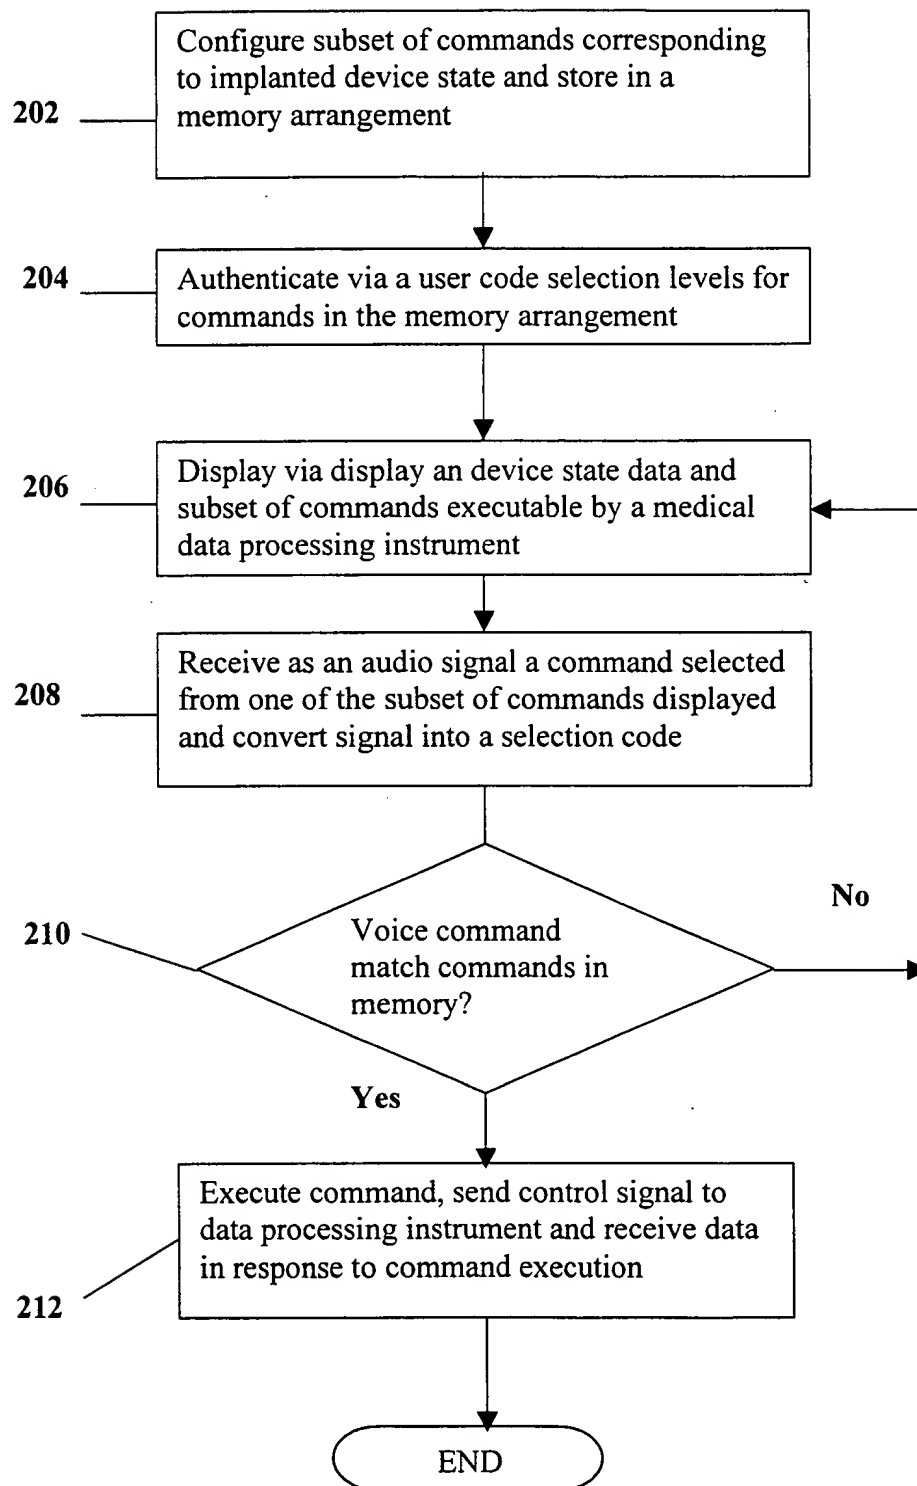 Configure subset of commands corresponding
to implanted device state and store in a
memory arrangement
202
204
Authenticate via a user code selection levels for
commands in the memory arrangement
206
Display via display an device state data and
subset of commands executable by a medical
data processing instrument
208
Receive as an audio signal a command selected
from one of the subset of commands displayed
and convert signal into a selection code
210
Voice command
match commands in
memory?
No
Yes
Execute command, send control signal to
data processing instrument and receive data
in response to command execution
212
END